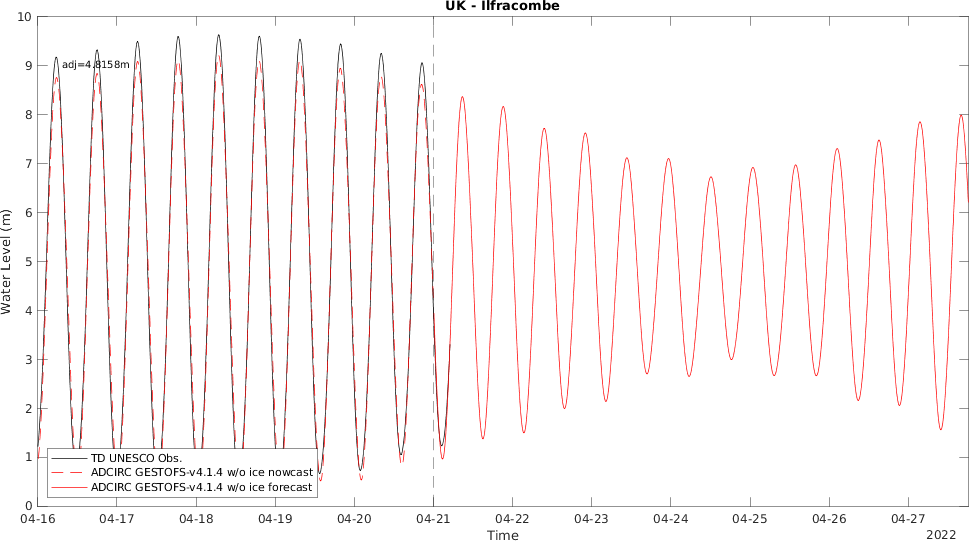 UK - Ilfracombe
10
9
8
7
6
5
4
3
2
1
0
Water Level (m)
adj=4.8158m
TD UNESCO Obs.
ADCIRC GESTOFS-v4.1.4 w/o ice nowcast
ADCIRC GESTOFS-v4.1.4 w/o ice forecast
04-16 04-17 04-18 04-19 04-20 04-21 04-22 04-23 04-24 04-25 04-26 04-27
Time
2022